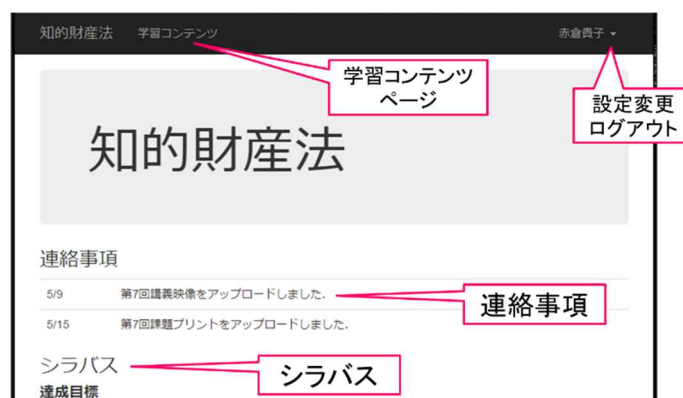 知的財産法 学習コンテンツ 赤倉貴子
学習コンテンツ
ページ
設定変更
ログアウト
知的財産法
連絡事項
5/9 第7回講義映像をアップロードしました.
連絡事項
5/15 第7回課題プリントをアップロードしました.
シラバス
シラバス
達成目標